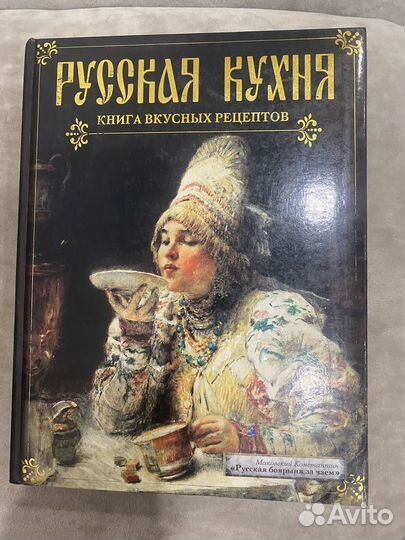 РУССКАЯ КУХНЯ
КНИГА ВКУСНЫХ РЕЦЕПТОВ
Маковский Константин
«Русская боярыня за чаем»
Avito